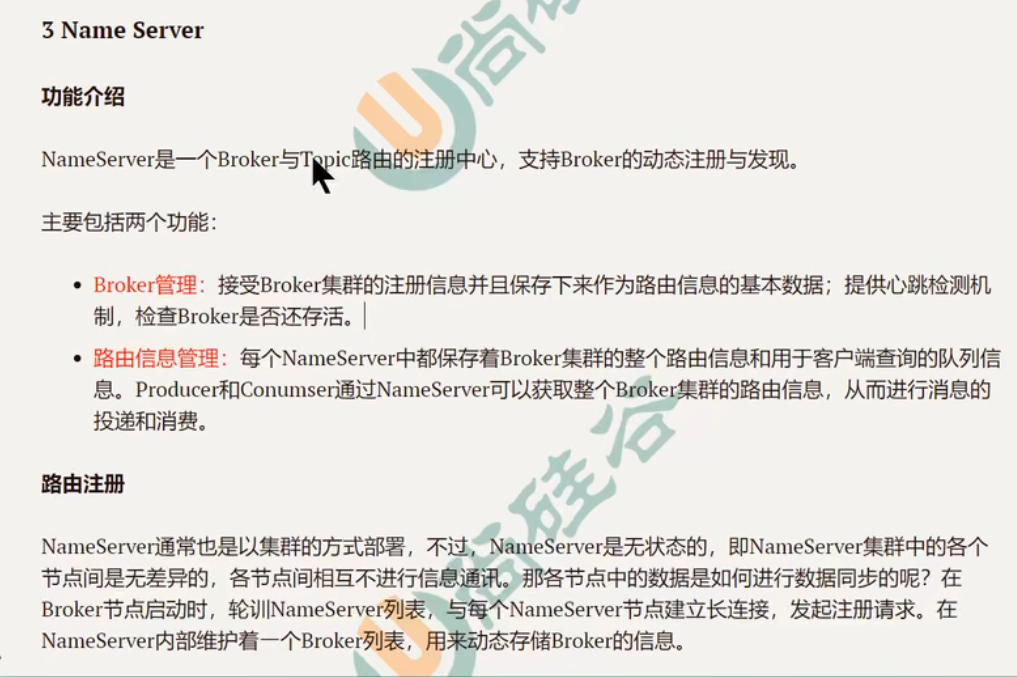 3 Name Server
功能介绍
NameServer是一个Broker与Topic路由的注册中心，支持Broker的动态注册与发现。
主要包括两个功能：
• Broker管理：接受Broker集群的注册信息并且保存下来作为路由信息的基本数据；提供心跳检测机
制，检查Broker是否还存活。
• 路由信息管理：每个NameServer中都保存着Broker集群的整个路由信息和用于客户端查询的队列信
息。Producer和Conumser通过NameServer可以获取整个Broker集群的路由信息，从而进行消息的
投递和消费。
路由注册
NameServer通常也是以集群的方式部署，不过，NameServer是无状态的，即NameServer集群中的各个
节点间是无差异的，各节点间相互不进行信息通讯。那各节点中的数据是如何进行数据同步的呢？在
Broker节点启动时，轮训NameServer列表，与每个NameServer节点建立长连接，发起注册请求。在
NameServer内部维护着一个Broker列表，用来动态存储Broker的信息。
尚硅
尚硅谷